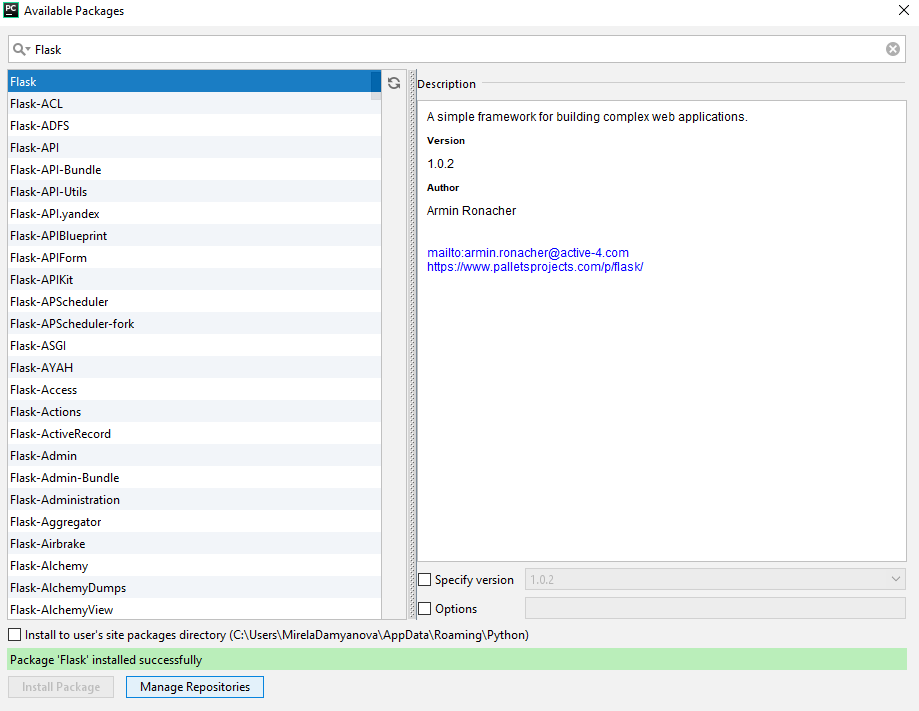 PC
Available Packages
Flask
Flask
Flask-ACL
Flask-ADFS
Flask-API
Flask-API-Bundle
Flask-API-Utils
Flask-API.yandex
Flask-APIBlueprint
Flask-APIForm
Flask-APIKit
Flask-APScheduler
Flask-APScheduler-fork
Flask-ASGI
Flask-AYAH
Flask-Access
Flask-Actions
Flask-ActiveRecord
Flask-Admin
Flask-Admin-Bundle
Flask-Administration
Flask-Aggregator
Flask-Airbrake
Flask-Alchemy
Flask-AlchemyDumps
Flask-AlchemyView
Description
A simple framework for building complex web applications.
Version
1.0.2
Author
Armin Ronacher
mailto:armin.ronacher@active-4.com
https://www.palletsprojects.com/p/flask/
Specify version 1.0.2
Options
Install to user's site packages directory (C:\Users\MirelaDamyanova\AppData\Roaming\Python)
Package 'Flask' installed successfully
Install Package Manage Repositories